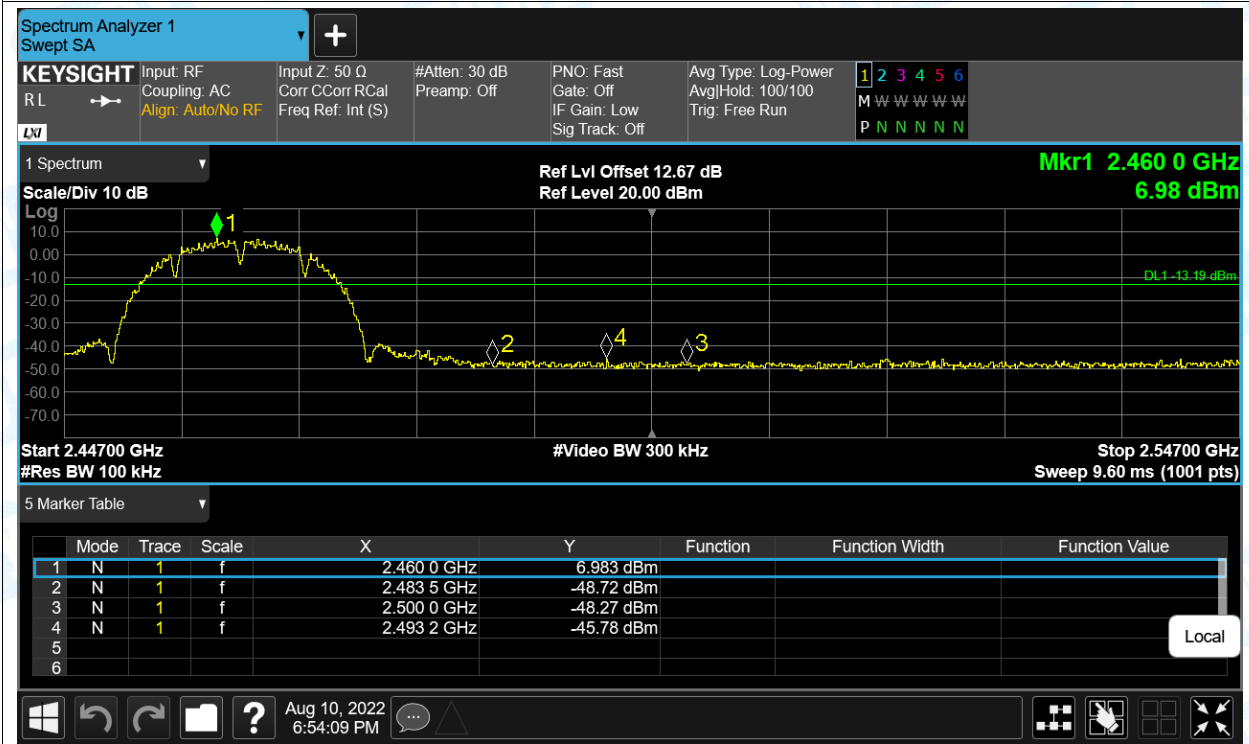 Spectrum Analyzer 1
Swept SA
KEYSIGHT
R L
LXI
Input: RF
Coupling: AC
Align: Auto/No RF
Input Z: 50 Ω
Corr CCorr RCal
Freq Ref: Int (S)
#Atten: 30 dB
Preamp: Off
PNO: Fast
Gate: Off
IF Gain: Low
Sig Track: Off
Avg Type: Log-Power
Avg|Hold: 100/100
Trig: Free Run
1 2 3 4 5 6
M W W W W W
P N N N N N
1 Spectrum
Scale/Div 10 dB
Ref Lvl Offset 12.67 dB
Ref Level 20.00 dBm
Mkr1 2.460 0 GHz
6.98 dBm
Log
10.0
0.00
-10.0
-20.0
-30.0
-40.0
-50.0
-60.0
-70.0
1
DL1 -13.19 dBm
2
4
3
Start 2.44700 GHz
#Video BW 300 kHz
Stop 2.54700 GHz
#Res BW 100 kHz
Sweep 9.60 ms (1001 pts)
5 Marker Table
Mode Trace Scale X Y Function Function Width Function Value
1 N 1 f 2.460 0 GHz 6.983 dBm
2 N 1 f 2.483 5 GHz -48.72 dBm
3 N 1 f 2.500 0 GHz -48.27 dBm
4 N 1 f 2.493 2 GHz -45.78 dBm
5
6
Local
?
Aug 10, 2022
6:54:09 PM